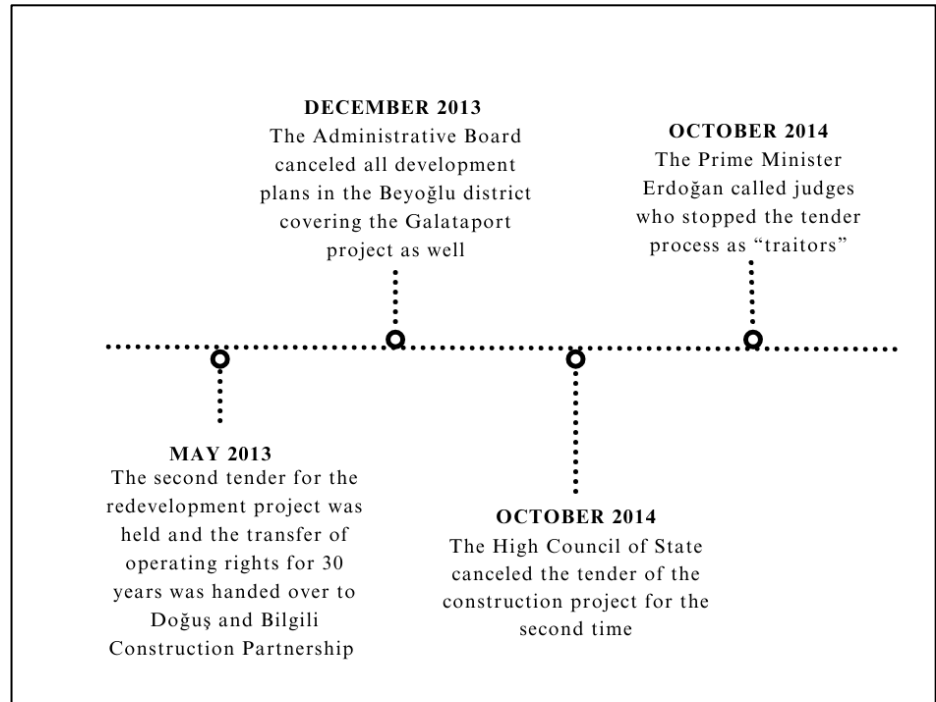 DECEMBER 2013
The Administrative Board
canceled all development
plans in the Beyoğlu district
covering the Galataport
project as well
OCTOBER 2014
The Prime Minister
Erdoğan called judges
who stopped the tender
process as “traitors”
MAY 2013
The second tender for the
redevelopment project was
held and the transfer of
operating rights for 30
years was handed over to
Doğuş and Bilgili
Construction Partnership
OCTOBER 2014
The High Council of State
canceled the tender of the
construction project for the
second time